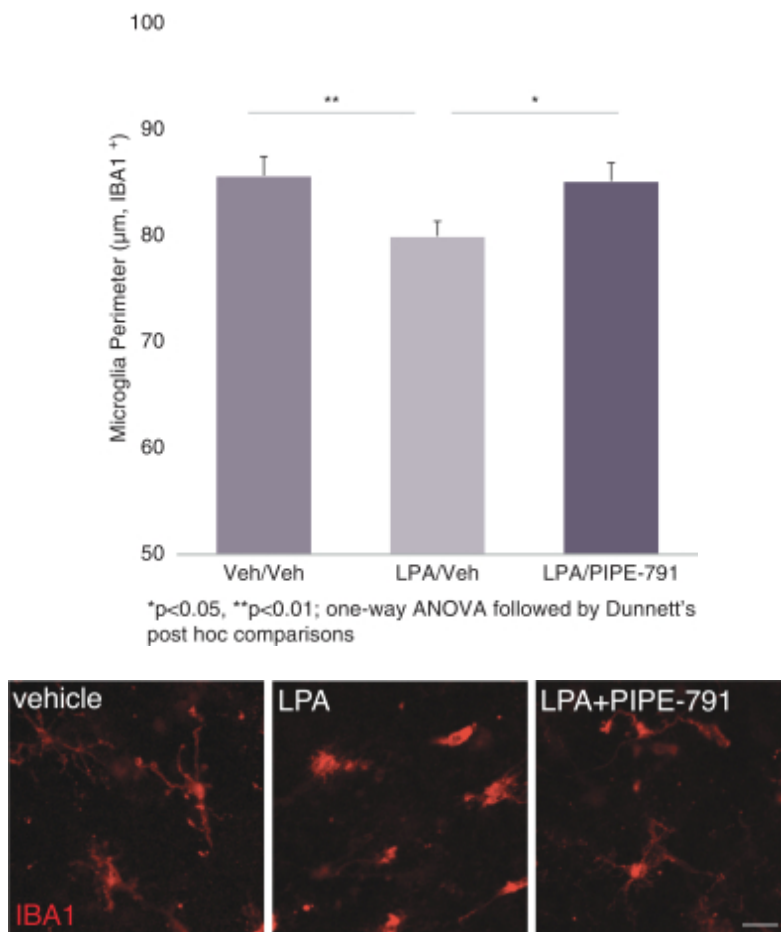 100
90
80
70
60
50
Microglia Perimeter (µm, IBA1 +)
**
*
Veh/Veh
LPA/Veh
LPA/PIPE-791
*p<0.05, **p<0.01; one-way ANOVA followed by Dunnett's
post hoc comparisons
vehicle
LPA
LPA+PIPE-791
IBA1